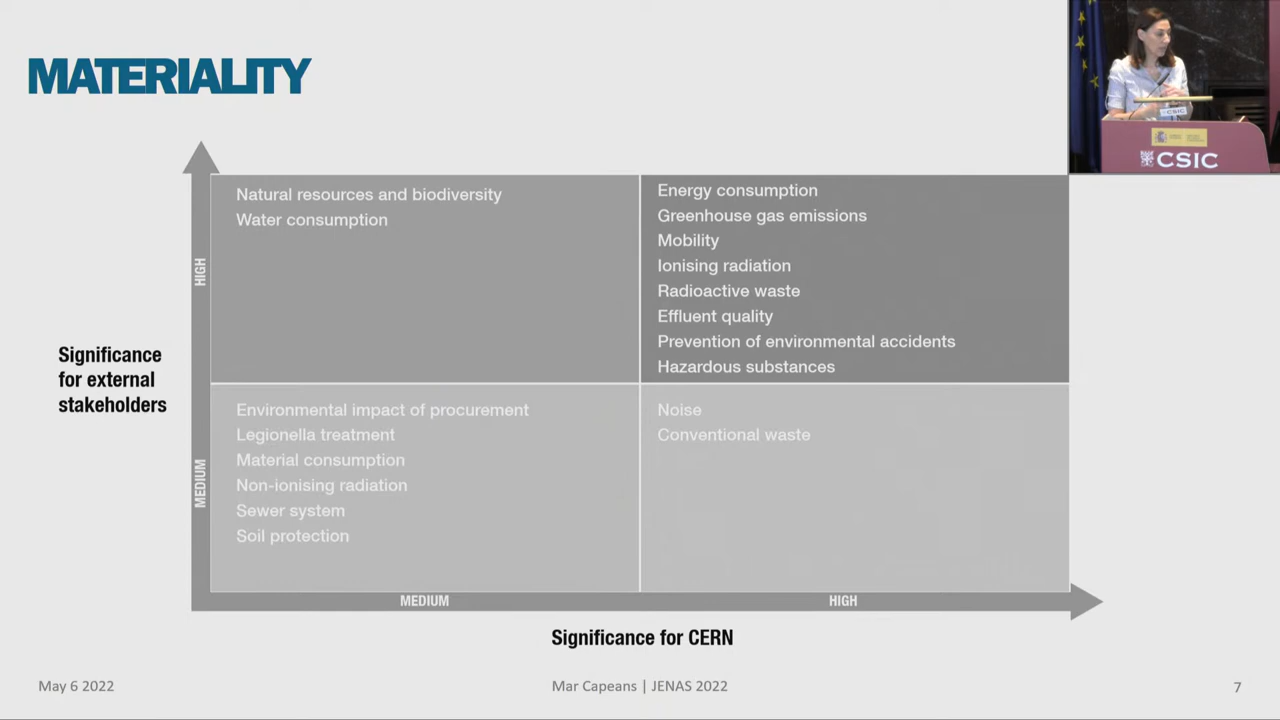 MATERIALITY
CSIC
CSIC
HIGH
Natural resources and biodiversity
Water consumption
Energy consumption
Greenhouse gas emissions
Mobility
Ionising radiation
Radioactive waste
Effluent quality
Prevention of environmental accidents
Hazardous substances
Significance
for external
stakeholders
MEDIUM
Environmental impact of procurement
Legionella treatment
Material consumption
Non-ionising radiation
Sewer system
Soil protection
Noise
Conventional waste
MEDIUM
HIGH
Significance for CERN
May 6 2022
Mar Capeans | JENAS 2022
7